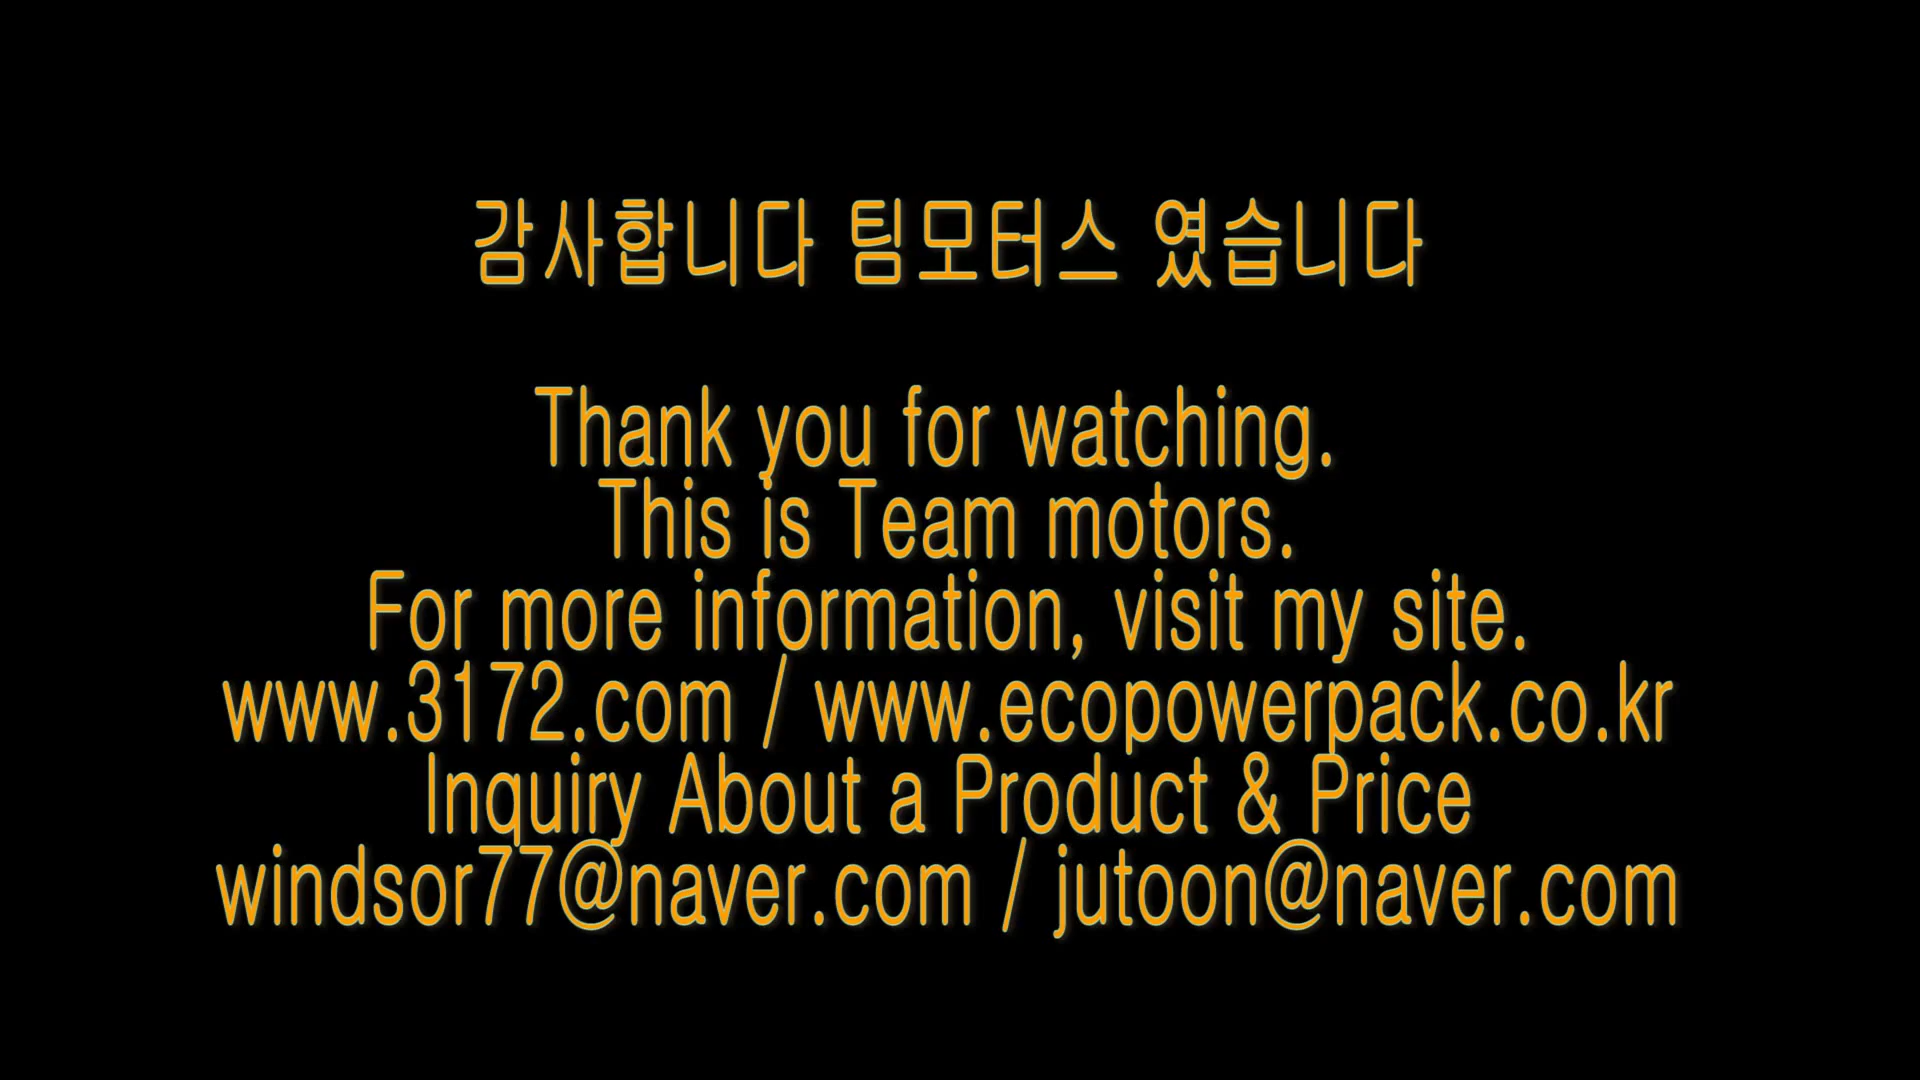 감사합니다 팀모터스 였습니다
Thank you for watching.
This is Team motors.
For more information, visit my site.
www.3172.com / www.ecopowerpack.co.kr
Inquiry About a Product & Price
windsor77@naver.com / jutoon@naver.com